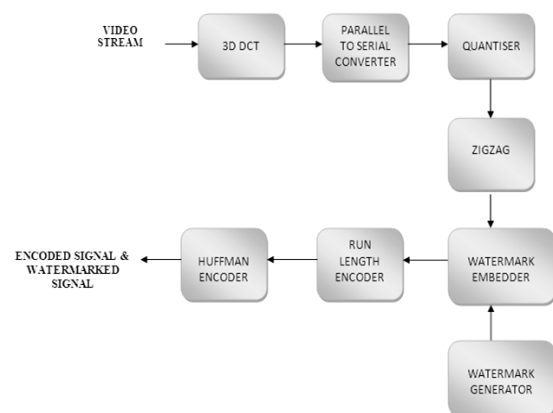 VIDEO
STREAM
3D DCT
PARALLEL
TO SERIAL
CONVERTER
QUANTISER
ZIGZAG
ENCODED SIGNAL &
WATERMARKED
SIGNAL
HUFFMAN
ENCODER
RUN
LENGTH
ENCODER
WATERMARK
EMBEDDER
WATERMARK
GENERATOR